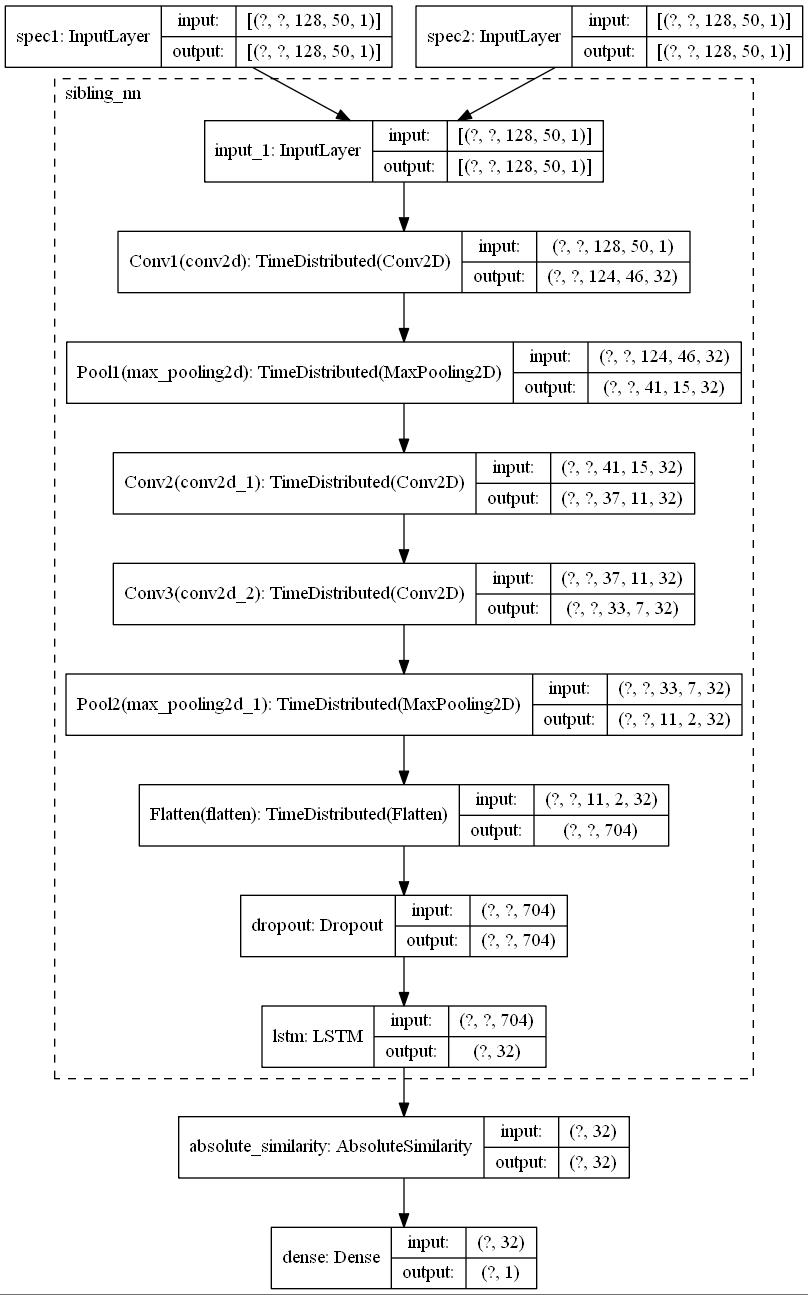 spec1: InputLayer
input:
[(?, ?, 128, 50, 1)]
output:
[(?, ?, 128, 50, 1)]
spec2: InputLayer
input:
[(?, ?, 128, 50, 1)]
output:
[(?, ?, 128, 50, 1)]
sibling_nn
input_1: InputLayer
input:
[(?, ?, 128, 50, 1)]
output:
[(?, ?, 128, 50, 1)]
Conv1(conv2d): TimeDistributed(Conv2D)
input:
(?, ?, 128, 50, 1)
output:
(?, ?, 124, 46, 32)
Pool1(max_pooling2d): TimeDistributed(MaxPooling2D)
input:
(?, ?, 124, 46, 32)
output:
(?, ?, 41, 15, 32)
Conv2(conv2d_1): TimeDistributed(Conv2D)
input:
(?, ?, 41, 15, 32)
output:
(?, ?, 37, 11, 32)
Conv3(conv2d_2): TimeDistributed(Conv2D)
input:
(?, ?, 37, 11, 32)
output:
(?, ?, 33, 7, 32)
Pool2(max_pooling2d_1): TimeDistributed(MaxPooling2D)
input:
(?, ?, 33, 7, 32)
output:
(?, ?, 11, 2, 32)
Flatten(flatten): TimeDistributed(Flatten)
input:
(?, ?, 11, 2, 32)
output:
(?, ?, 704)
dropout: Dropout
input:
(?, ?, 704)
output:
(?, ?, 704)
lstm: LSTM
input:
(?, ?, 704)
output:
(?, 32)
absolute_similarity: AbsoluteSimilarity
input:
(?, 32)
output:
(?, 32)
dense: Dense
input:
(?, 32)
output:
(?, 1)